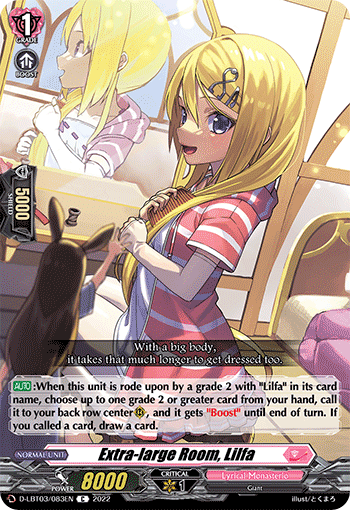 1
GRADE
BOOST
5000
SHIELD
With a big body,
it takes that much longer to get dressed too.
AUTO:When this unit is rode upon by a grade 2 with "Lilfa" in its card
name, choose up to one grade 2 or greater card from your hand, call
it to your back row center, and it gets "Boost" until end of turn. If
you called a card, draw a card.
NORMAL UNIT
Extra-large Room, Lilfa
POWER 8000
CRITICAL
1
Lyrical Monasterio
Giant
D-LBT03/083EN C 2022
illust/とくまろ